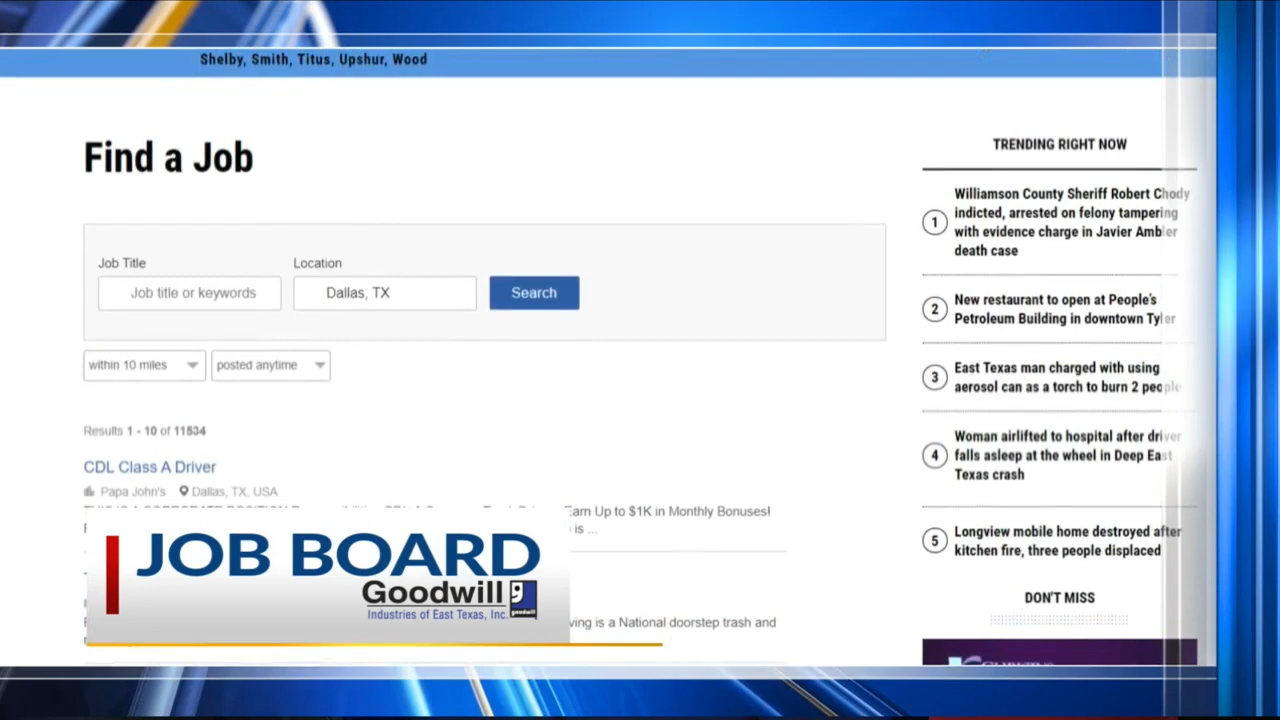 Shelby, Smith, Titus, Upshur, Wood
Find a Job
Job Title
Location
Job title or keywords
Dallas, TX
Search
within 10 miles
posted anytime
Results 1 - 10 of 11534
CDL Class A Driver
Papa John's
Dallas, TX, USA
Earn Up to $1K in Monthly Bonuses!
is ...
JOB BOARD
Goodwill
goodwill
Industries of East Texas, Inc.
is a National doorstep trash and
TRENDING RIGHT NOW
1
Williamson County Sheriff Robert Chody
indicted, arrested on felony tampering
with evidence charge in Javier Ambler
death case
2
New restaurant to open at People's
Petroleum Building in downtown Tyler
3
East Texas man charged with using
aerosol can as a torch to burn 2 people
4
Woman airlifted to hospital after driver
falls asleep at the wheel in Deep East
Texas crash
5
Longview mobile home destroyed after
kitchen fire, three people displaced
DON'T MISS